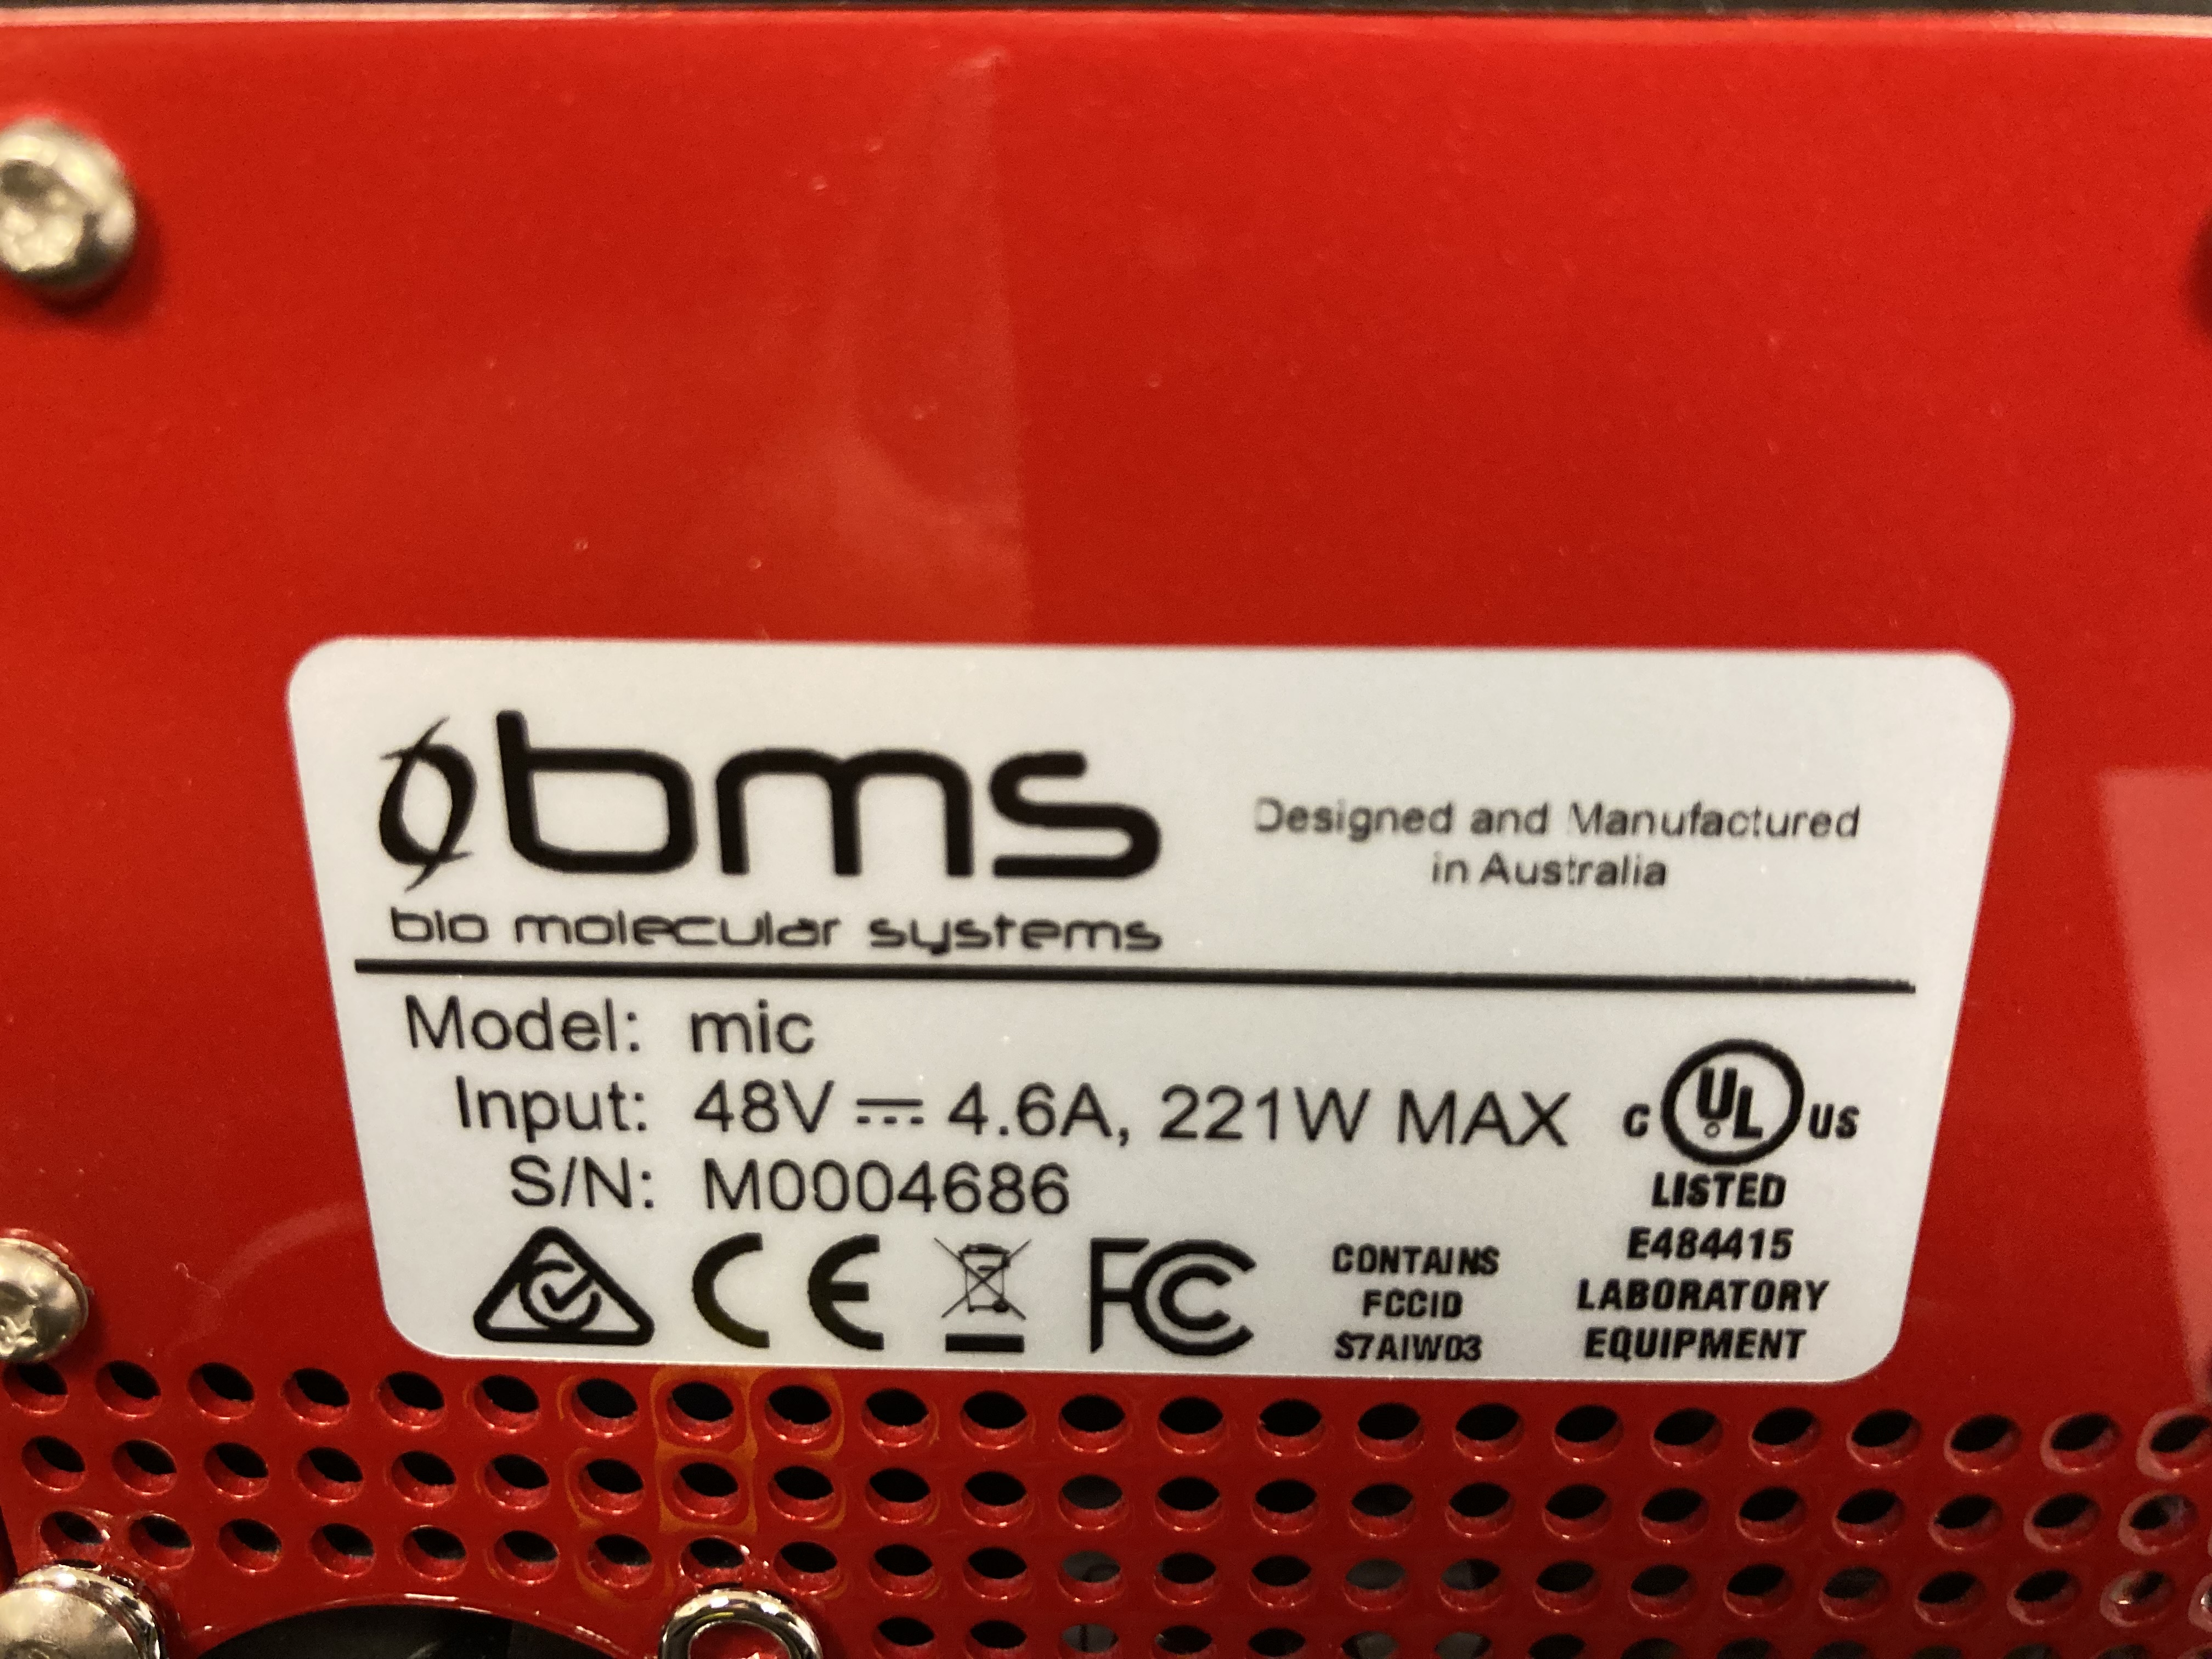 bms
bio molecular systems
Designed and Manufactured
in Australia
Model: mic
Input: 48V ⎓ 4.6A, 221W MAX
S/N: M0004686
C UL US
LISTED
E484415
LABORATORY
EQUIPMENT
CE
FC
CONTAINS
FCCID
S7AIW03